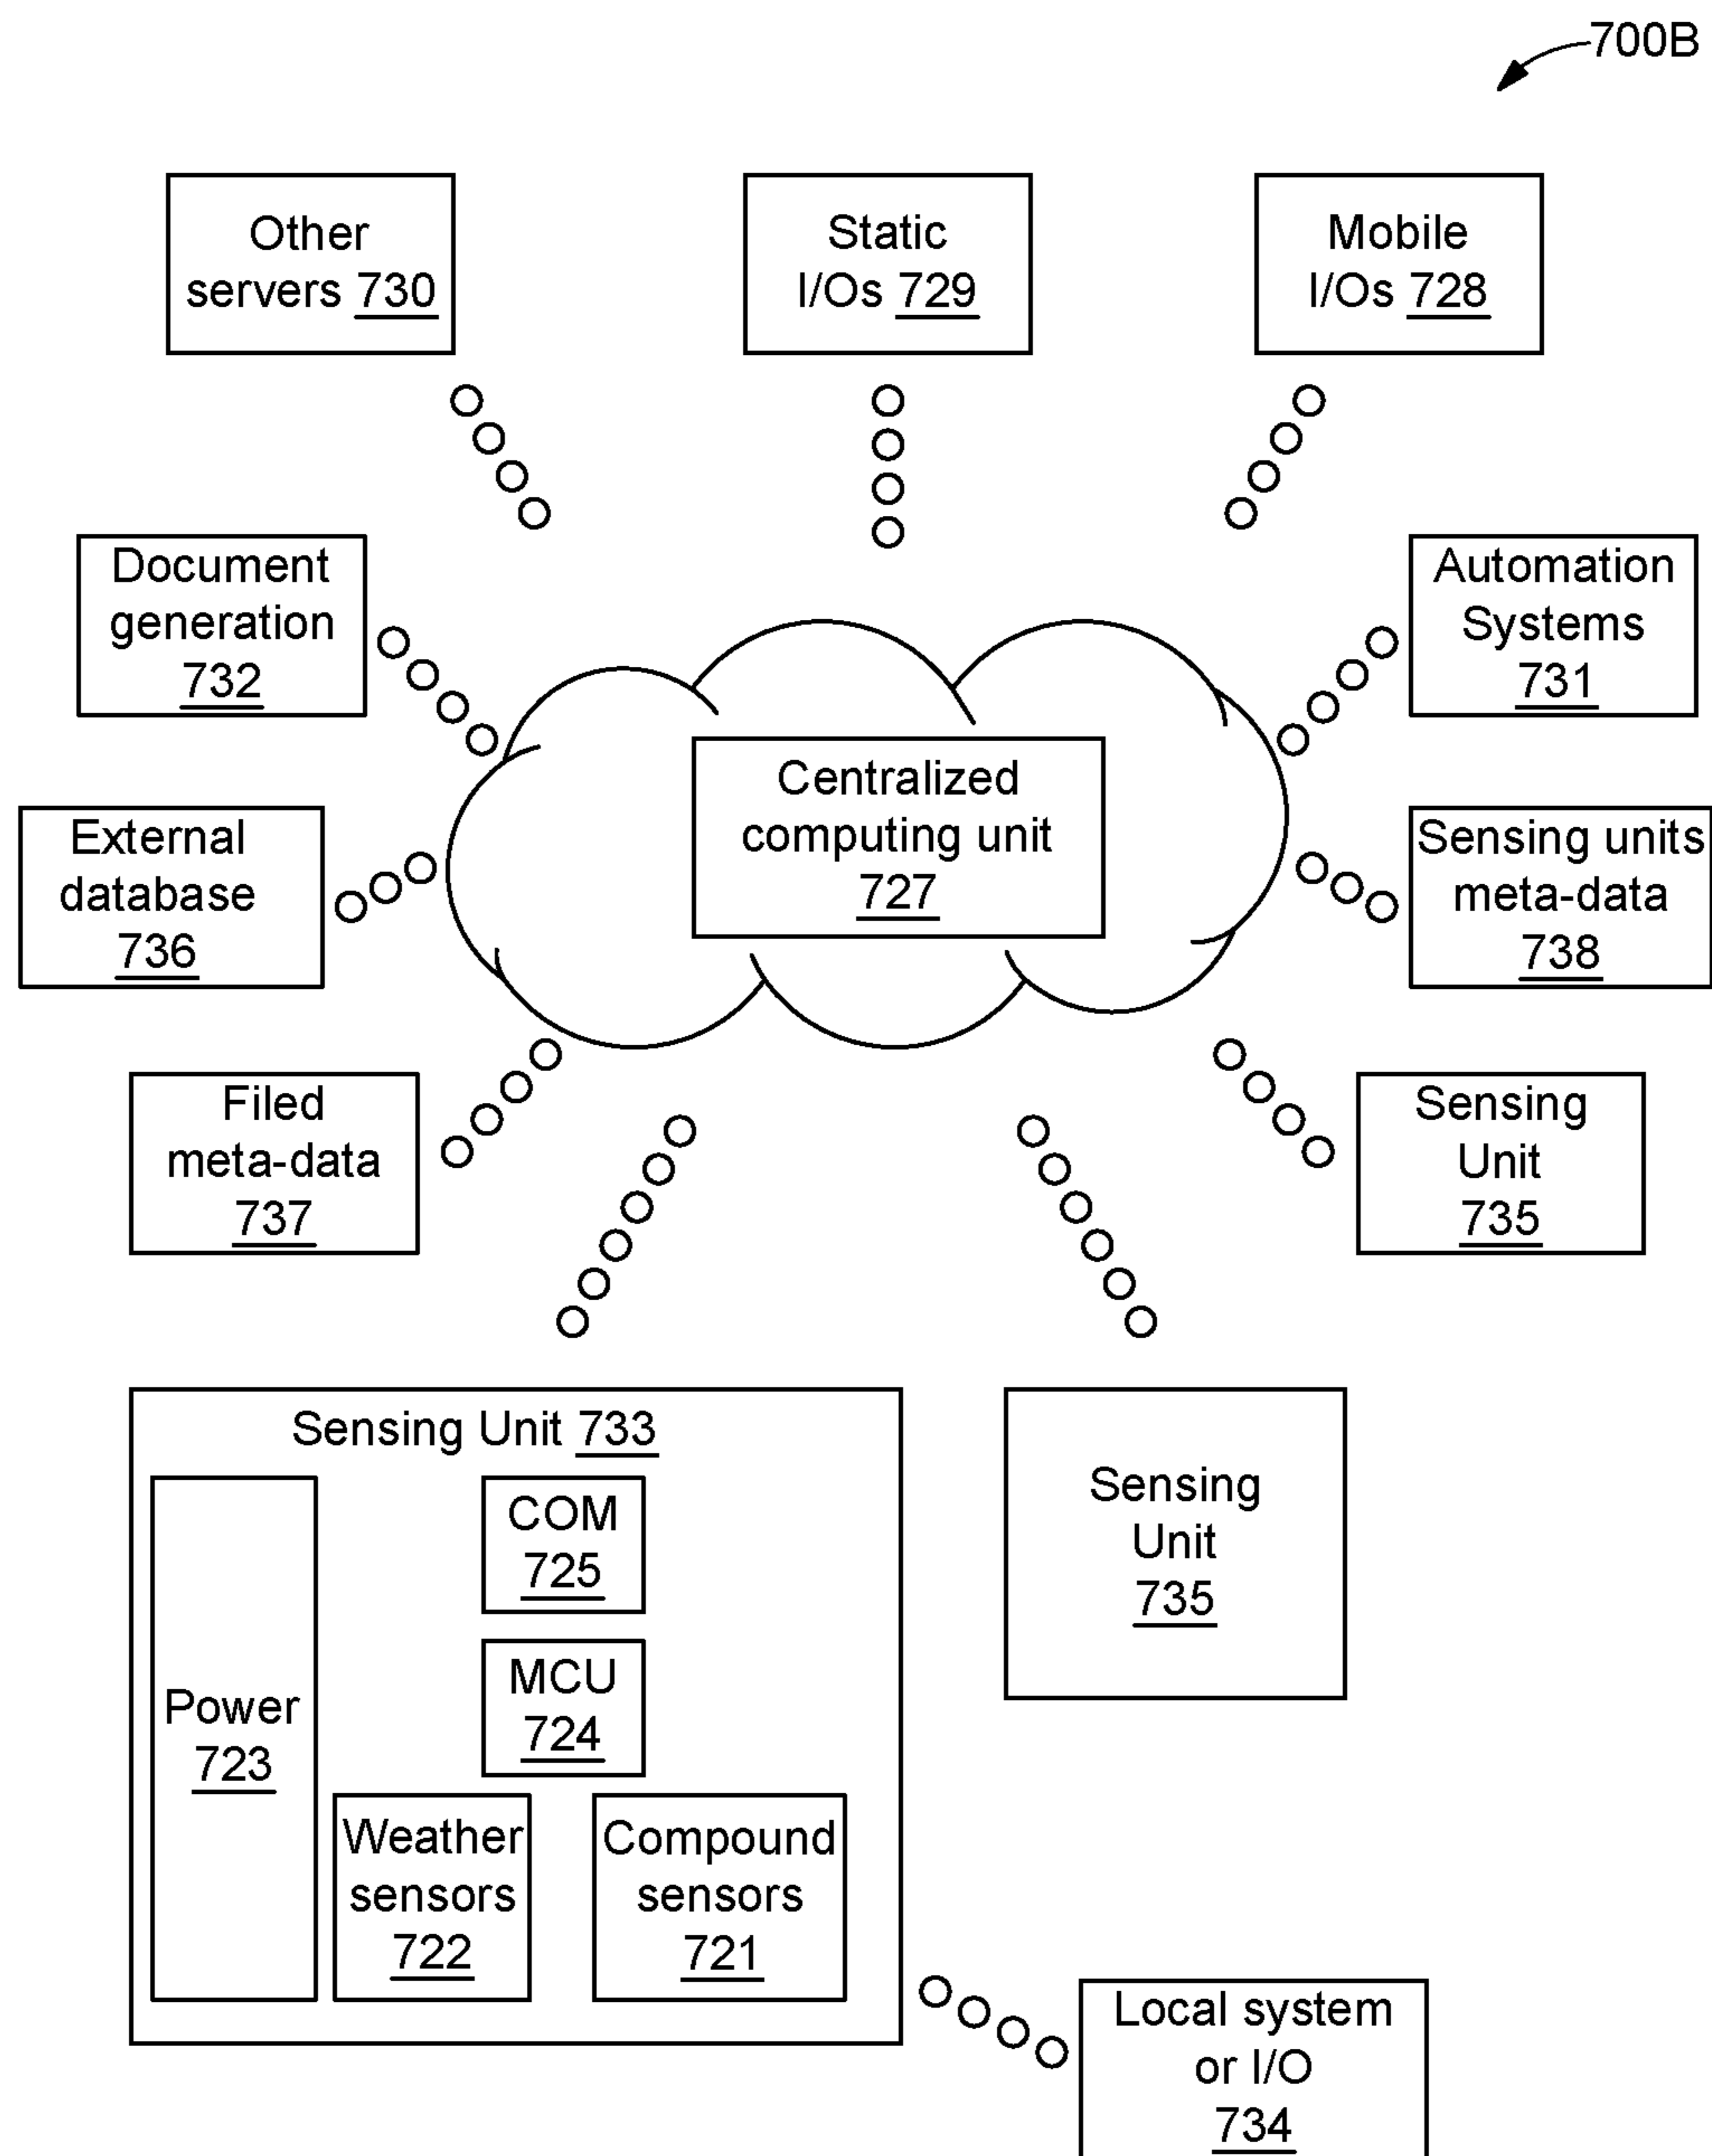 700B
Other
servers 730
Static
I/Os 729
Mobile
I/Os 728
Document
generation
732
Automation
Systems
731
Centralized
computing unit
727
External
database
736
Sensing units
meta-data
738
Filed
meta-data
737
Sensing
Unit
735
Sensing Unit 733
COM
725
MCU
724
Power
723
Weather
sensors
722
Compound
sensors
721
Sensing
Unit
735
Local system
or I/O
734